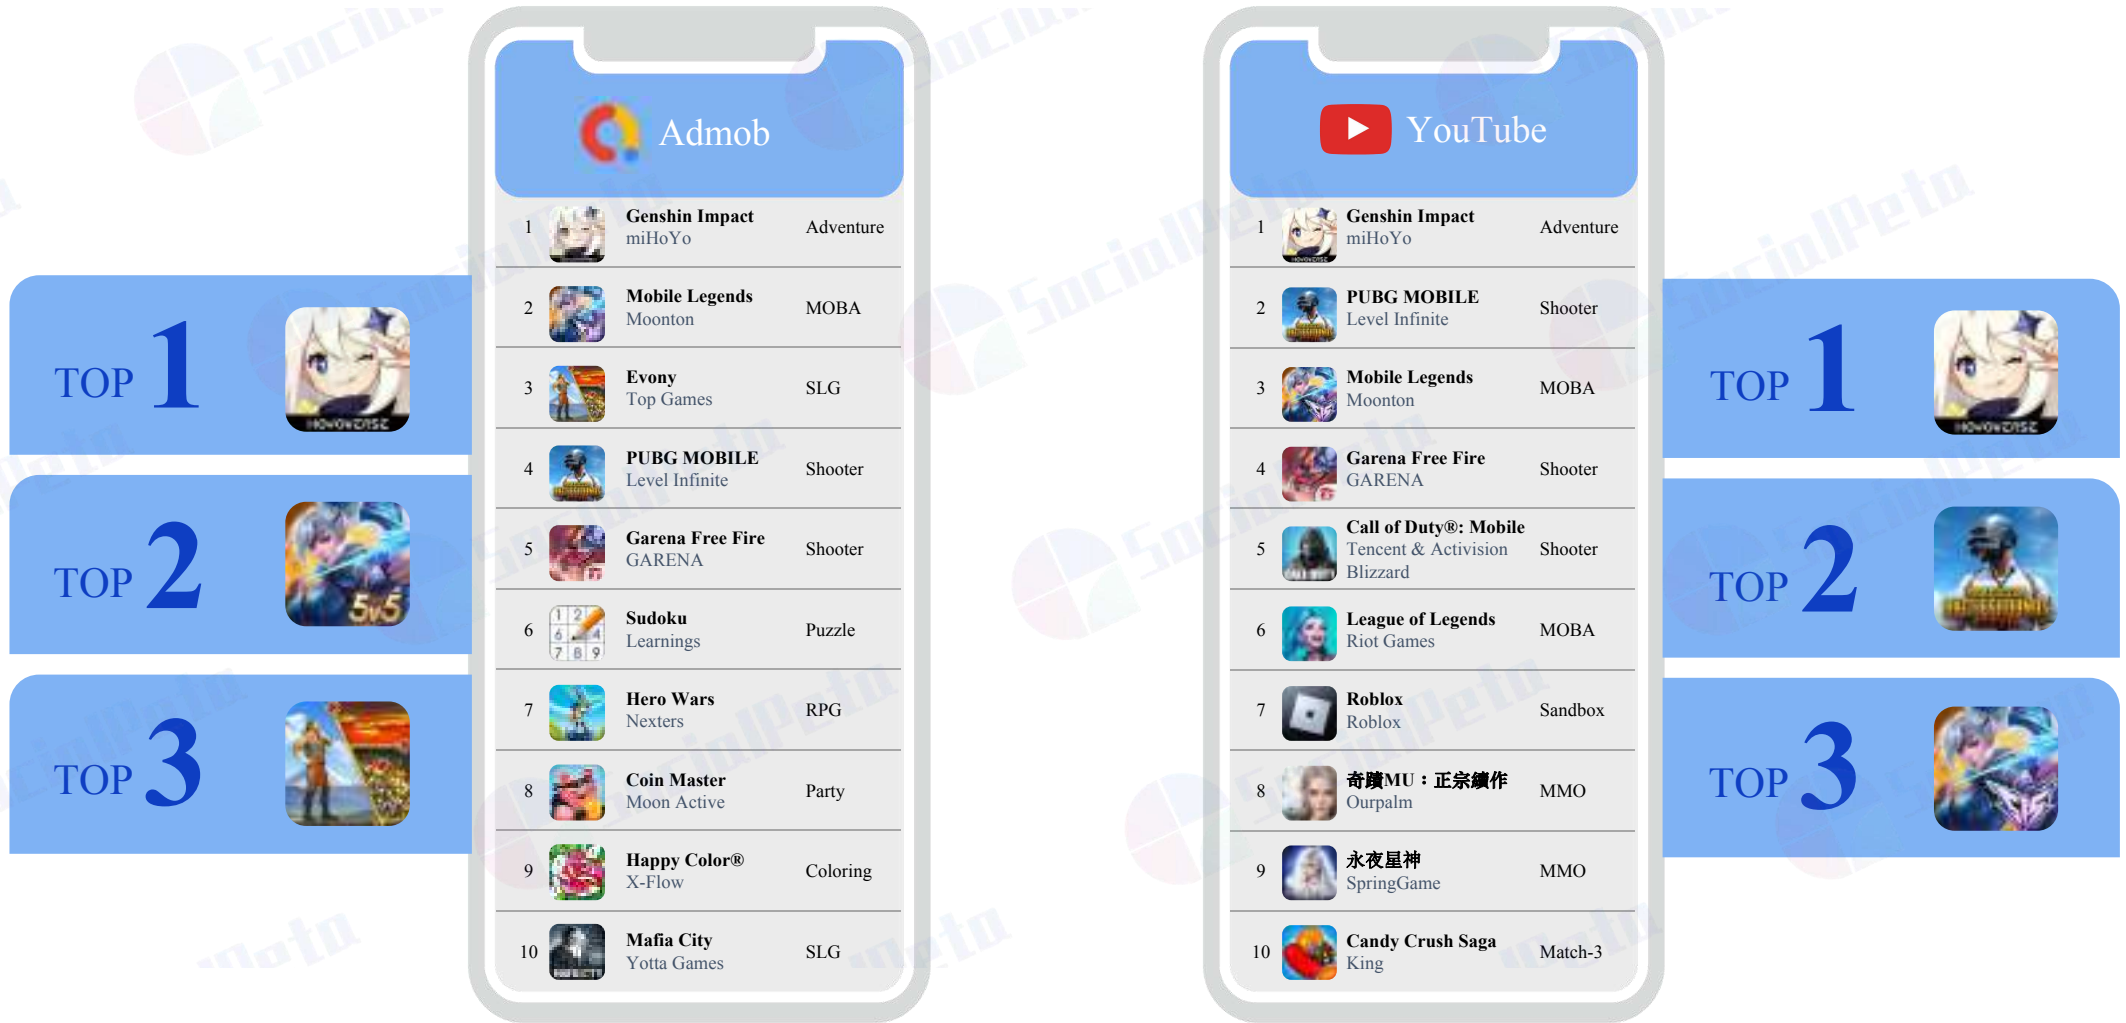 Admob
1 Genshin Impact Adventure
miHoYo
2 Mobile Legends MOBA
Moonton
3 Evony SLG
Top Games
4 PUBG MOBILE Shooter
Level Infinite
5 Garena Free Fire Shooter
GARENA
6 Sudoku Puzzle
Learnings
7 Hero Wars RPG
Nexters
8 Coin Master Party
Moon Active
9 Happy Color® Coloring
X-Flow
10 Mafia City SLG
Yotta Games
TOP 1
HOYOVERSE
TOP 2
5v5
TOP 3
YouTube
1 Genshin Impact Adventure
miHoYo
HOYOVERSE
2 PUBG MOBILE Shooter
Level Infinite
3 Mobile Legends MOBA
Moonton
4 Garena Free Fire Shooter
GARENA
5 Call of Duty®: Mobile Shooter
Tencent & Activision
Blizzard
6 League of Legends MOBA
Riot Games
7 Roblox Sandbox
Roblox
8 奇蹟MU：正宗續作 MMO
Ourpalm
9 永夜星神 MMO
SpringGame
10 Candy Crush Saga Match-3
King
TOP 1
HOYOVERSE
TOP 2
TOP 3
SocialPeta